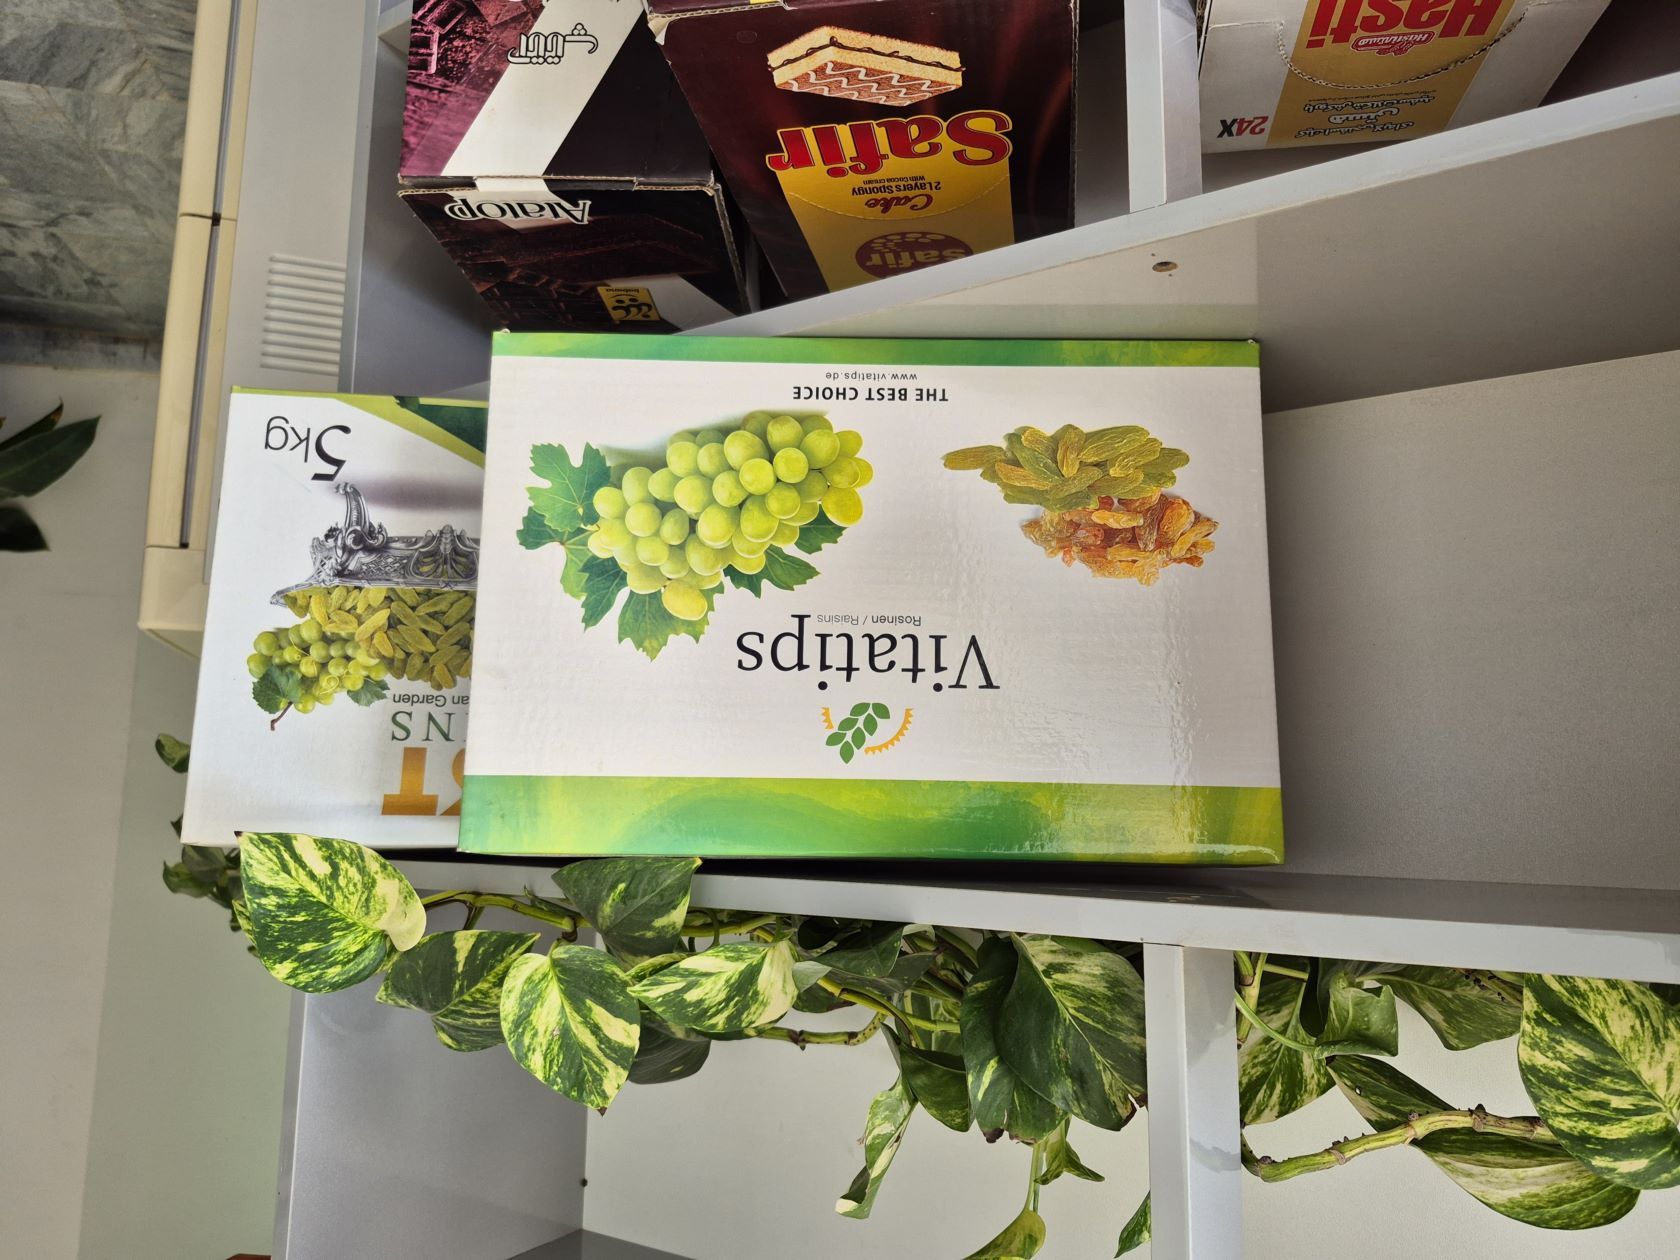 Vitatips
Rosinen / Raisins
THE BEST CHOICE
www.vitatips.de
5kg
Safir
Cake
2 Layers Spongy
with Cocoa cream
safir
Alatop
Hasti
24X